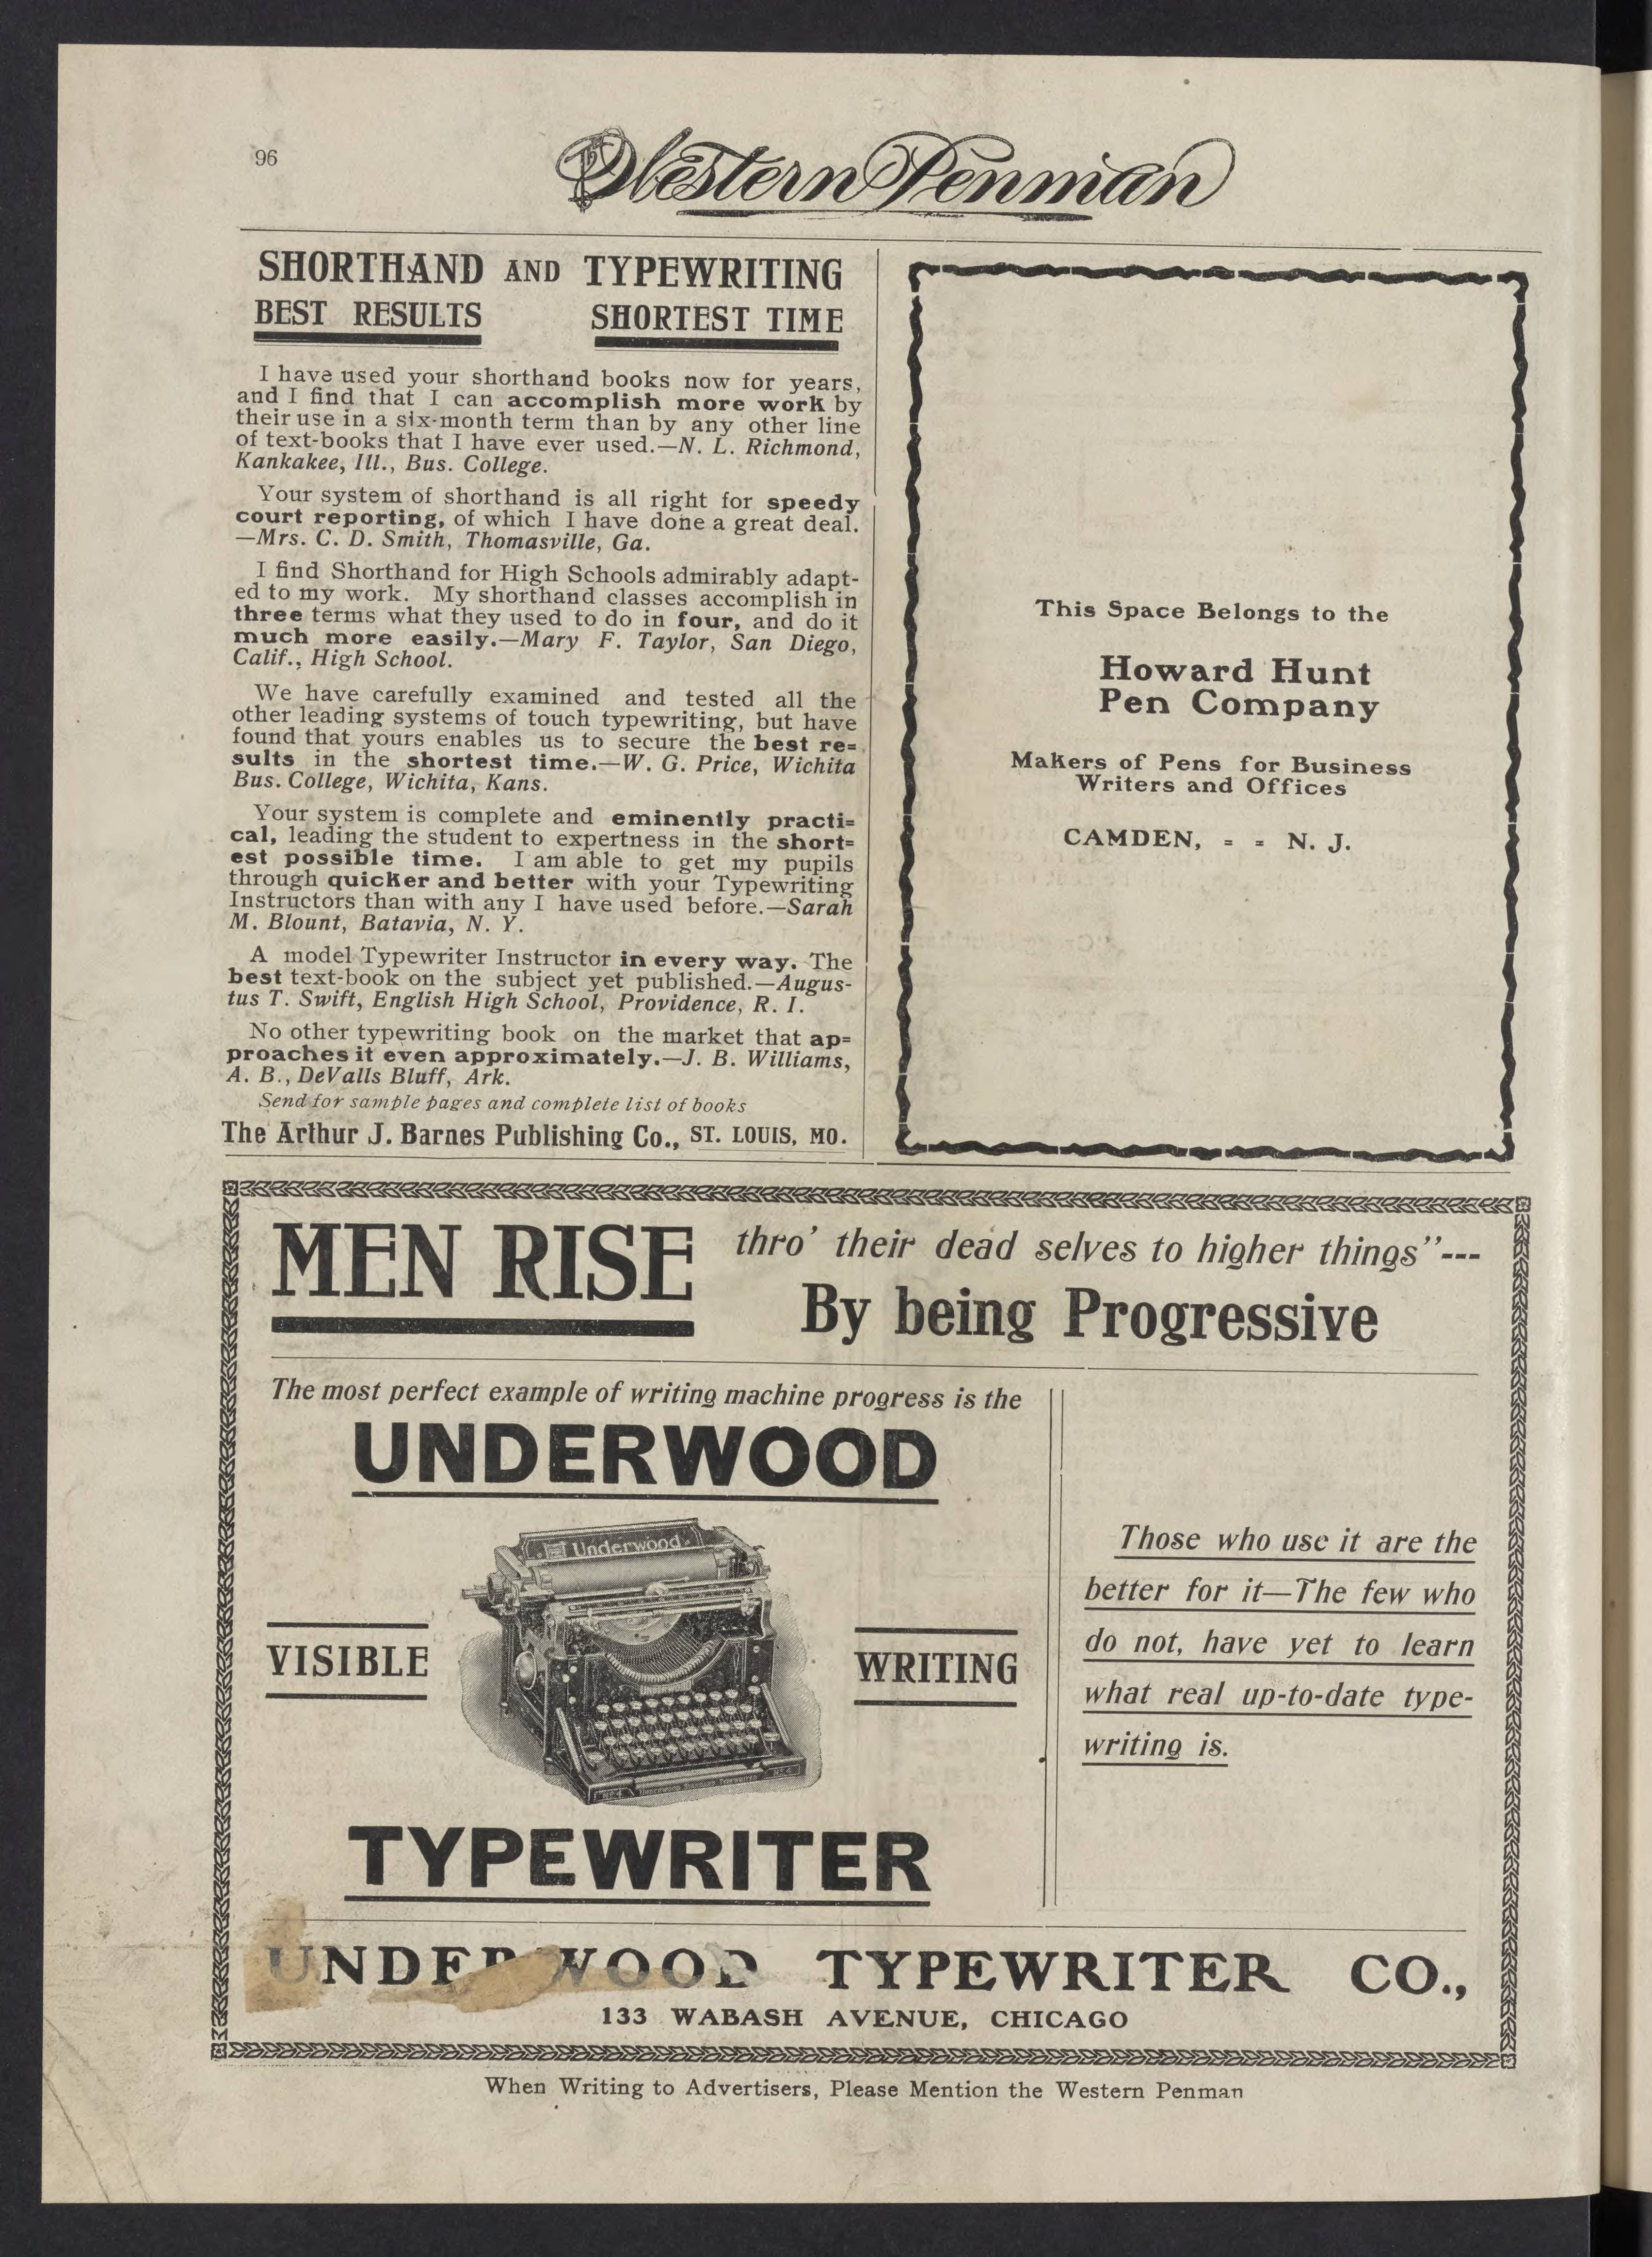 96
Western Penman
SHORTHAND AND TYPEWRITING
BEST RESULTS SHORTEST TIME
I have used your shorthand books now for years,
and I find that I can accomplish more work by
their use in a six-month term than by any other line
of text-books that I have ever used.—N. L. Richmond,
Kankakee, Ill., Bus. College.
Your system of shorthand is all right for speedy
court reporting, of which I have done a great deal.
—Mrs. C. D. Smith, Thomasville, Ga.
I find Shorthand for High Schools admirably adapt-
ed to my work. My shorthand classes accomplish in
three terms what they used to do in four, and do it
much more easily.—Mary F. Taylor, San Diego,
Calif., High School.
We have carefully examined and tested all the
other leading systems of touch typewriting, but have
found that yours enables us to secure the best re=
sults in the shortest time.—W. G. Price, Wichita
Bus. College, Wichita, Kans.
Your system is complete and eminently practi=
cal, leading the student to expertness in the short=
est possible time. I am able to get my pupils
through quicker and better with your Typewriting
Instructors than with any I have used before.—Sarah
M. Blount, Batavia, N. Y.
A model Typewriter Instructor in every way. The
best text-book on the subject yet published.—Augus-
tus T. Swift, English High School, Providence, R. I.
No other typewriting book on the market that ap=
proaches it even approximately.—J. B. Williams,
A. B., DeValls Bluff, Ark.
Send for sample pages and complete list of books
The Arthur J. Barnes Publishing Co., ST. LOUIS, MO.
This Space Belongs to the
Howard Hunt
Pen Company
Makers of Pens for Business
Writers and Offices
CAMDEN, = = N. J.
MEN RISE thro' their dead selves to higher things"---
By being Progressive
The most perfect example of writing machine progress is the
UNDERWOOD
Underwood
VISIBLE
WRITING
TYPEWRITER
Those who use it are the
better for it—The few who
do not, have yet to learn
what real up-to-date type-
writing is.
UNDERWOOD TYPEWRITER CO.,
133 WABASH AVENUE, CHICAGO
When Writing to Advertisers, Please Mention the Western Penman